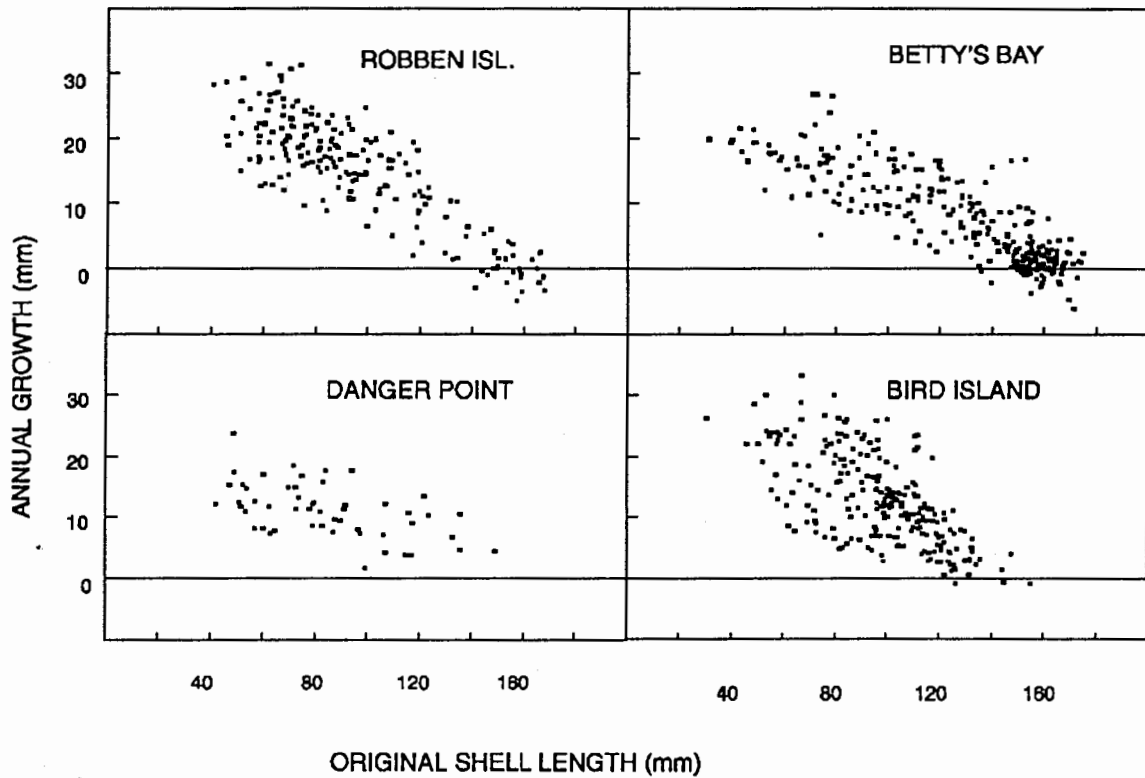 ROBBEN ISL.
BETTY'S BAY
30
20
10
0
DANGER POINT
BIRD ISLAND
30
20
10
0
ANNUAL GROWTH (mm)
40 80 120 160
40 80 120 160
ORIGINAL SHELL LENGTH (mm)